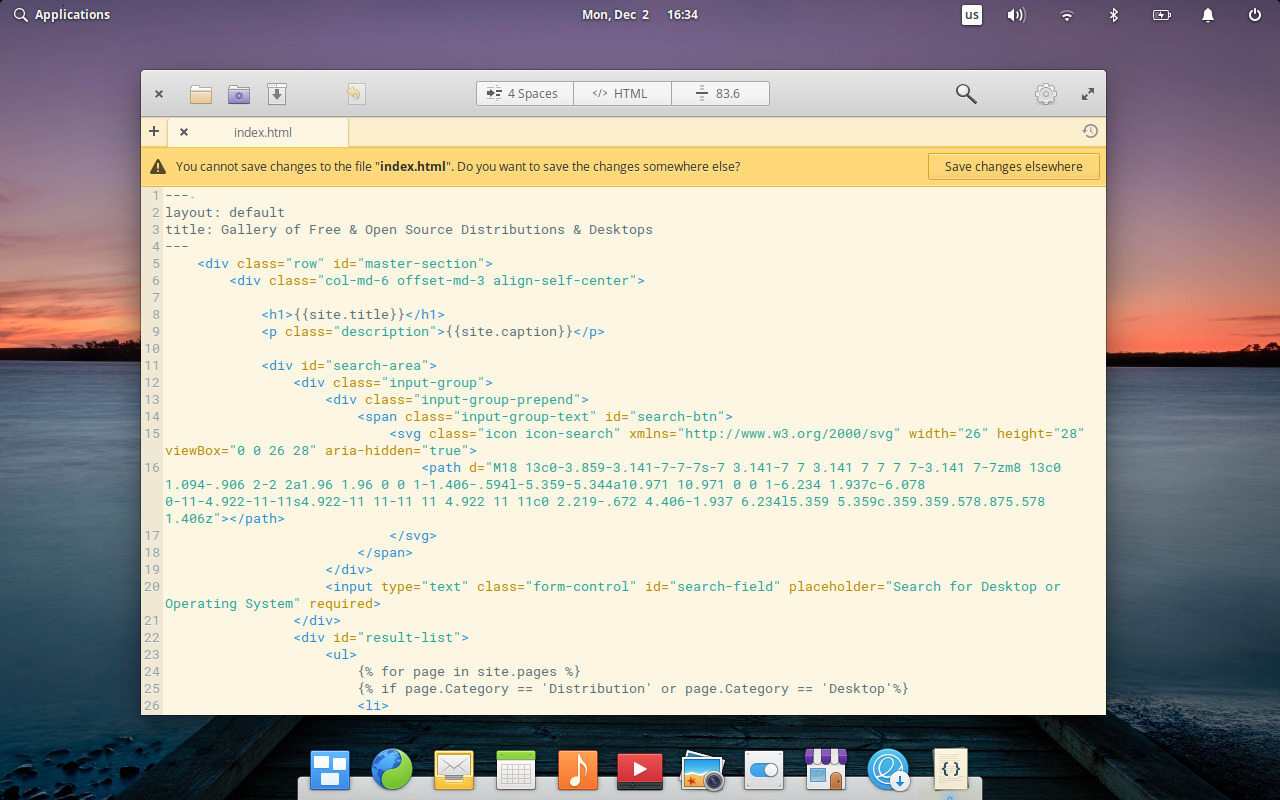 Applications
Mon, Dec 2 16:34
us
4 Spaces
</> HTML
83.6
index.html
You cannot save changes to the file "index.html". Do you want to save the changes somewhere else?
Save changes elsewhere
1 ---
2 layout: default
3 title: Gallery of Free & Open Source Distributions & Desktops
4 ---
5     <div class="row" id="master-section">
6         <div class="col-md-6 offset-md-3 align-self-center">
7
8             <h1>{{site.title}}</h1>
9             <p class="description">{{site.caption}}</p>
10
11             <div id="search-area">
12                 <div class="input-group">
13                     <div class="input-group-prepend">
14                         <span class="input-group-text" id="search-btn">
15                             <svg class="icon icon-search" xmlns="http://www.w3.org/2000/svg" width="26" height="28"
viewBox="0 0 26 28" aria-hidden="true">
16                                 <path d="M18 13c0-3.859-3.141-7-7-7s-7 3.141-7 7 3.141 7 7 7 7-3.141 7-7zm8 13c0
1.094-.906 2-2 2a1.96 1.96 0 0 1-1.406-.594l-5.359-5.344a10.971 10.971 0 0 1-6.234 1.937c-6.078
0-11-4.922-11-11s4.922-11 11-11 11 4.922 11 11c0 2.219-.672 4.406-1.937 6.234l5.359 5.359c.359.359.578.875.578
1.406z"></path>
17                             </svg>
18                         </span>
19                     </div>
20                     <input type="text" class="form-control" id="search-field" placeholder="Search for Desktop or
Operating System" required>
21                 </div>
22                 <div id="result-list">
23                     <ul>
24                         {% for page in site.pages %}
25                         {% if page.Category == 'Distribution' or page.Category == 'Desktop'%}
26                         <li>
{}